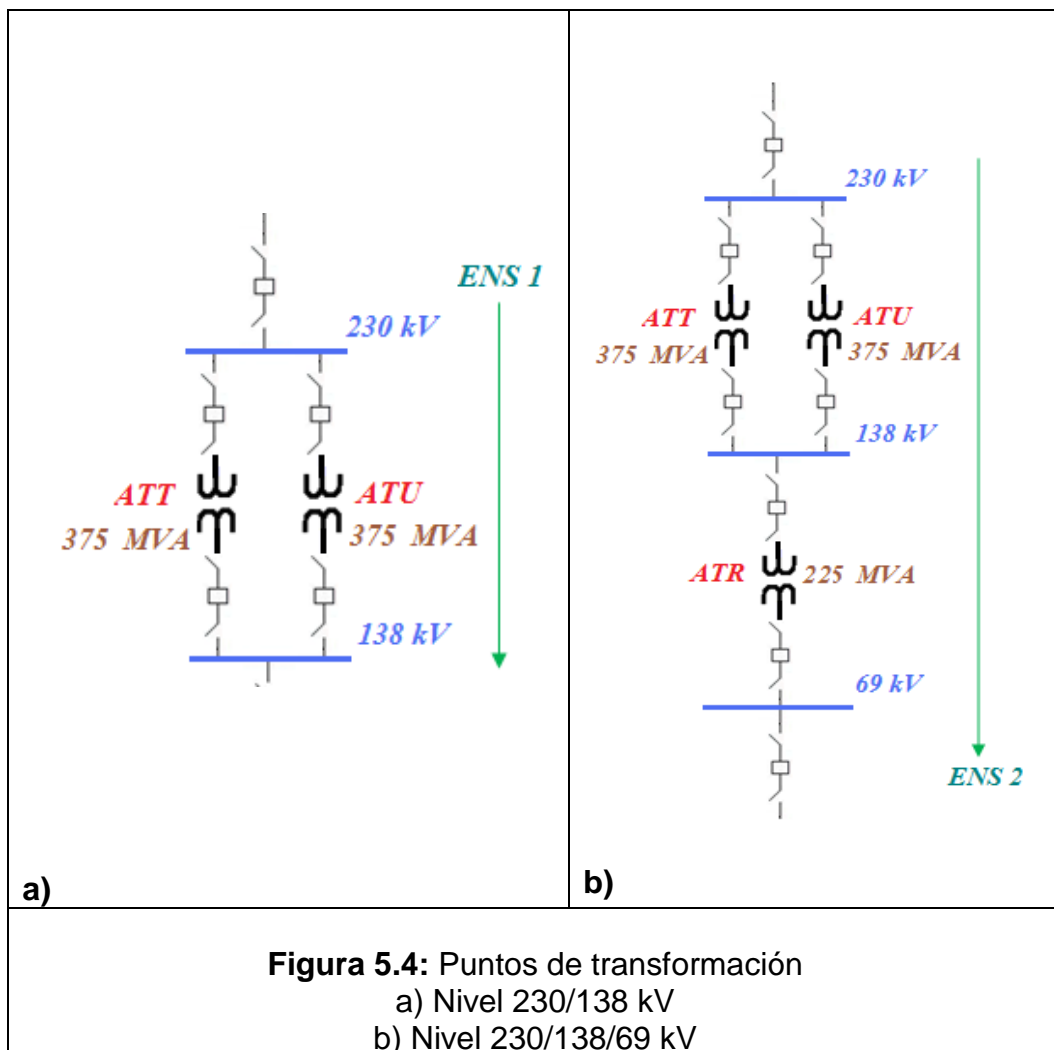 ENS 1
230 kV
ATT
ATU
375 MVA
375 MVA
138 kV
a)
230 kV
ATT
ATU
375 MVA
375 MVA
138 kV
ATR
225 MVA
69 kV
ENS 2
b)
Figura 5.4: Puntos de transformación
a) Nivel 230/138 kV
b) Nivel 230/138/69 kV